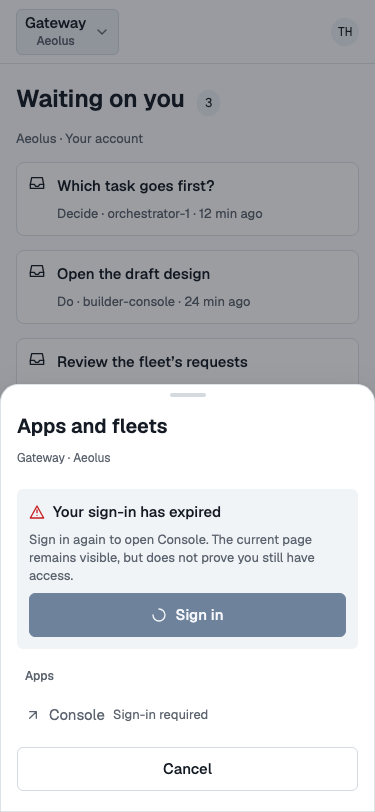 Gateway
Aeolus
TH
Waiting on you 3
Aeolus · Your account
Which task goes first?
Decide · orchestrator-1 · 12 min ago
Open the draft design
Do · builder-console · 24 min ago
Review the fleet's requests
Apps and fleets
Gateway · Aeolus
Your sign-in has expired
Sign in again to open Console. The current page
remains visible, but does not prove you still have
access.
Sign in
Apps
Console Sign-in required
Cancel